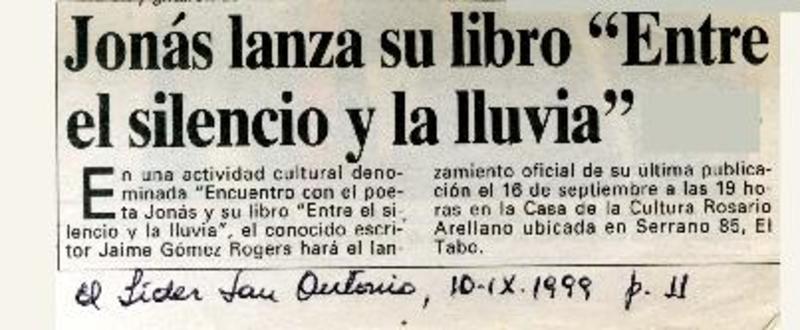 Jonás lanza su libro “Entre
el silencio y la lluvia”
En una actividad cultural deno-
minada "Encuentro con el poe-
ta Jonás y su libro "Entre el si-
lencio y la lluvia", el conocido escri-
tor Jaime Gómez Rogers hará el lan-
zamiento oficial de su última publica-
ción el 16 de septiembre a las 19 ho-
ras en la Casa de la Cultura Rosario
Arellano ubicada en Serrano 85, El
Tabo.
El Líder San Antonio, 10-IX.1999 p. 11